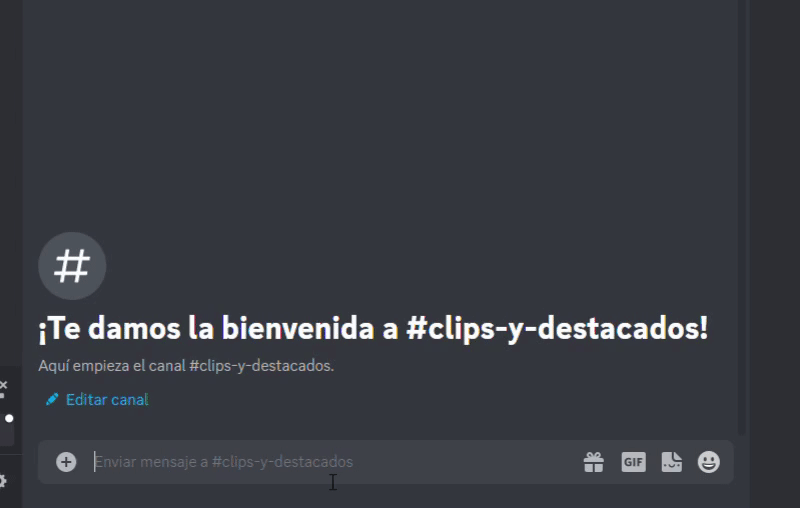 ¡Te damos la bienvenida a #clips-y-destacados!
Aquí empieza el canal #clips-y-destacados.
Editar canal
Enviar mensaje a #clips-y-destacados
GIF